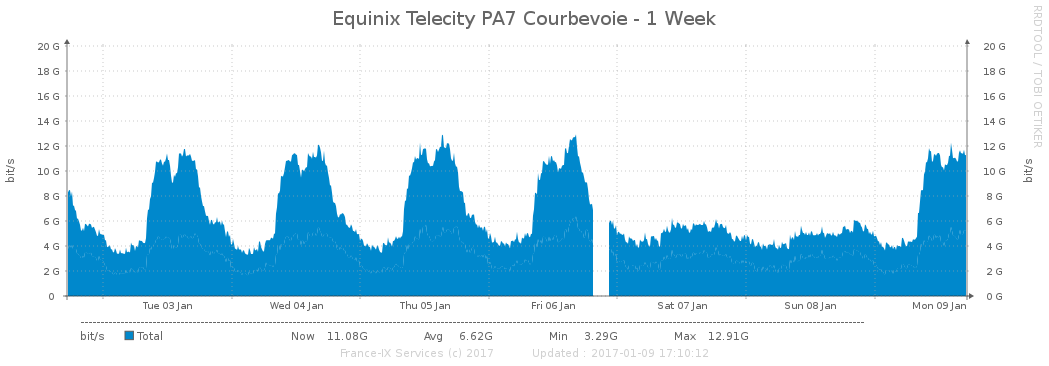 Equinix Telecity PA7 Courbevoie - 1 Week
RRDTOOL / TOBI OETIKER
bit/s
20 G 20 G
18 G 18 G
16 G 16 G
14 G 14 G
12 G 12 G
10 G 10 G
8 G 8 G
6 G 6 G
4 G 4 G
2 G 2 G
0 0 G
bit/s
Tue 03 Jan Wed 04 Jan Thu 05 Jan Fri 06 Jan Sat 07 Jan Sun 08 Jan Mon 09 Jan
bit/s Total Now 11.08G Avg 6.62G Min 3.29G Max 12.91G
France-IX Services (c) 2017 Updated : 2017-01-09 17:10:12